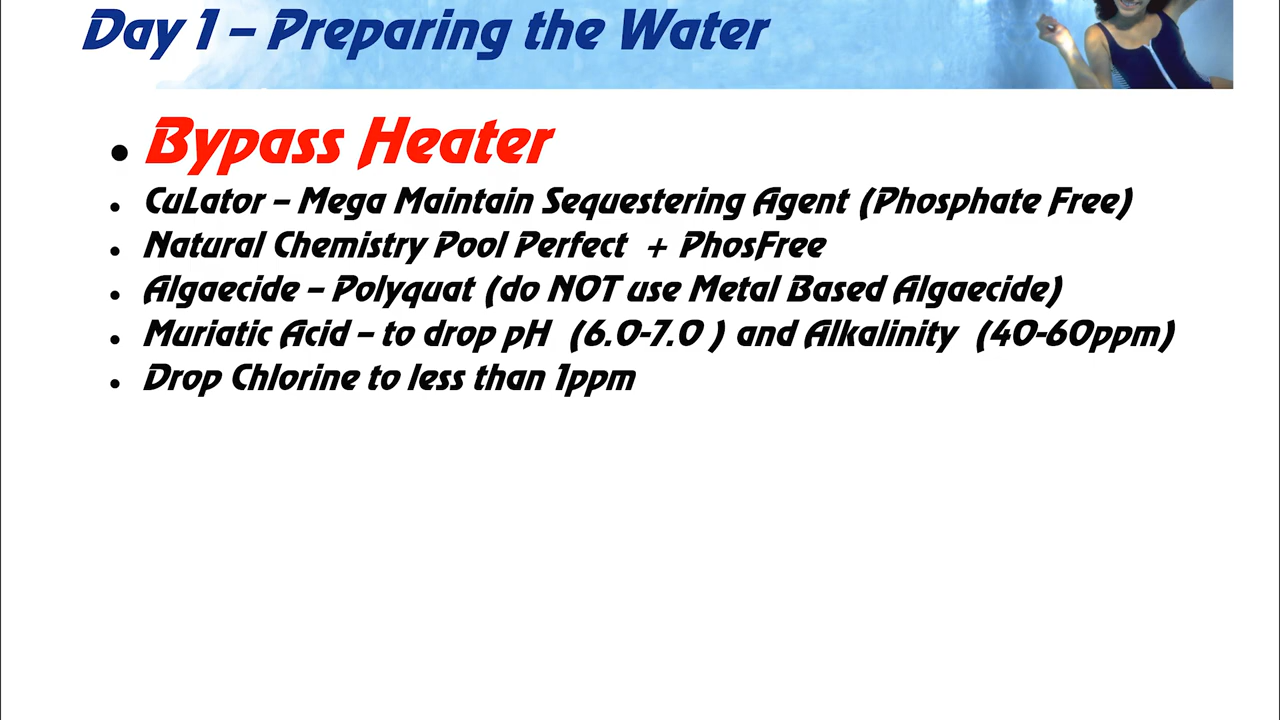 Day 1 – Preparing the Water
• Bypass Heater
• CuLator – Mega Maintain Sequestering Agent (Phosphate Free)
• Natural Chemistry Pool Perfect + PhosFree
• Algaecide – Polyquat (do NOT use Metal Based Algaecide)
• Muriatic Acid – to drop pH (6.0-7.0 ) and Alkalinity (40-60ppm)
• Drop Chlorine to less than 1ppm